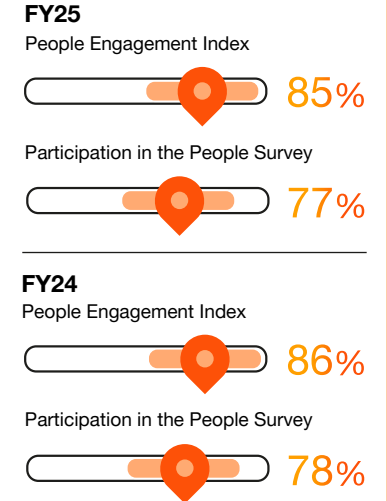 FY25
People Engagement Index
85%
Participation in the People Survey
77%
FY24
People Engagement Index
86%
Participation in the People Survey
78%